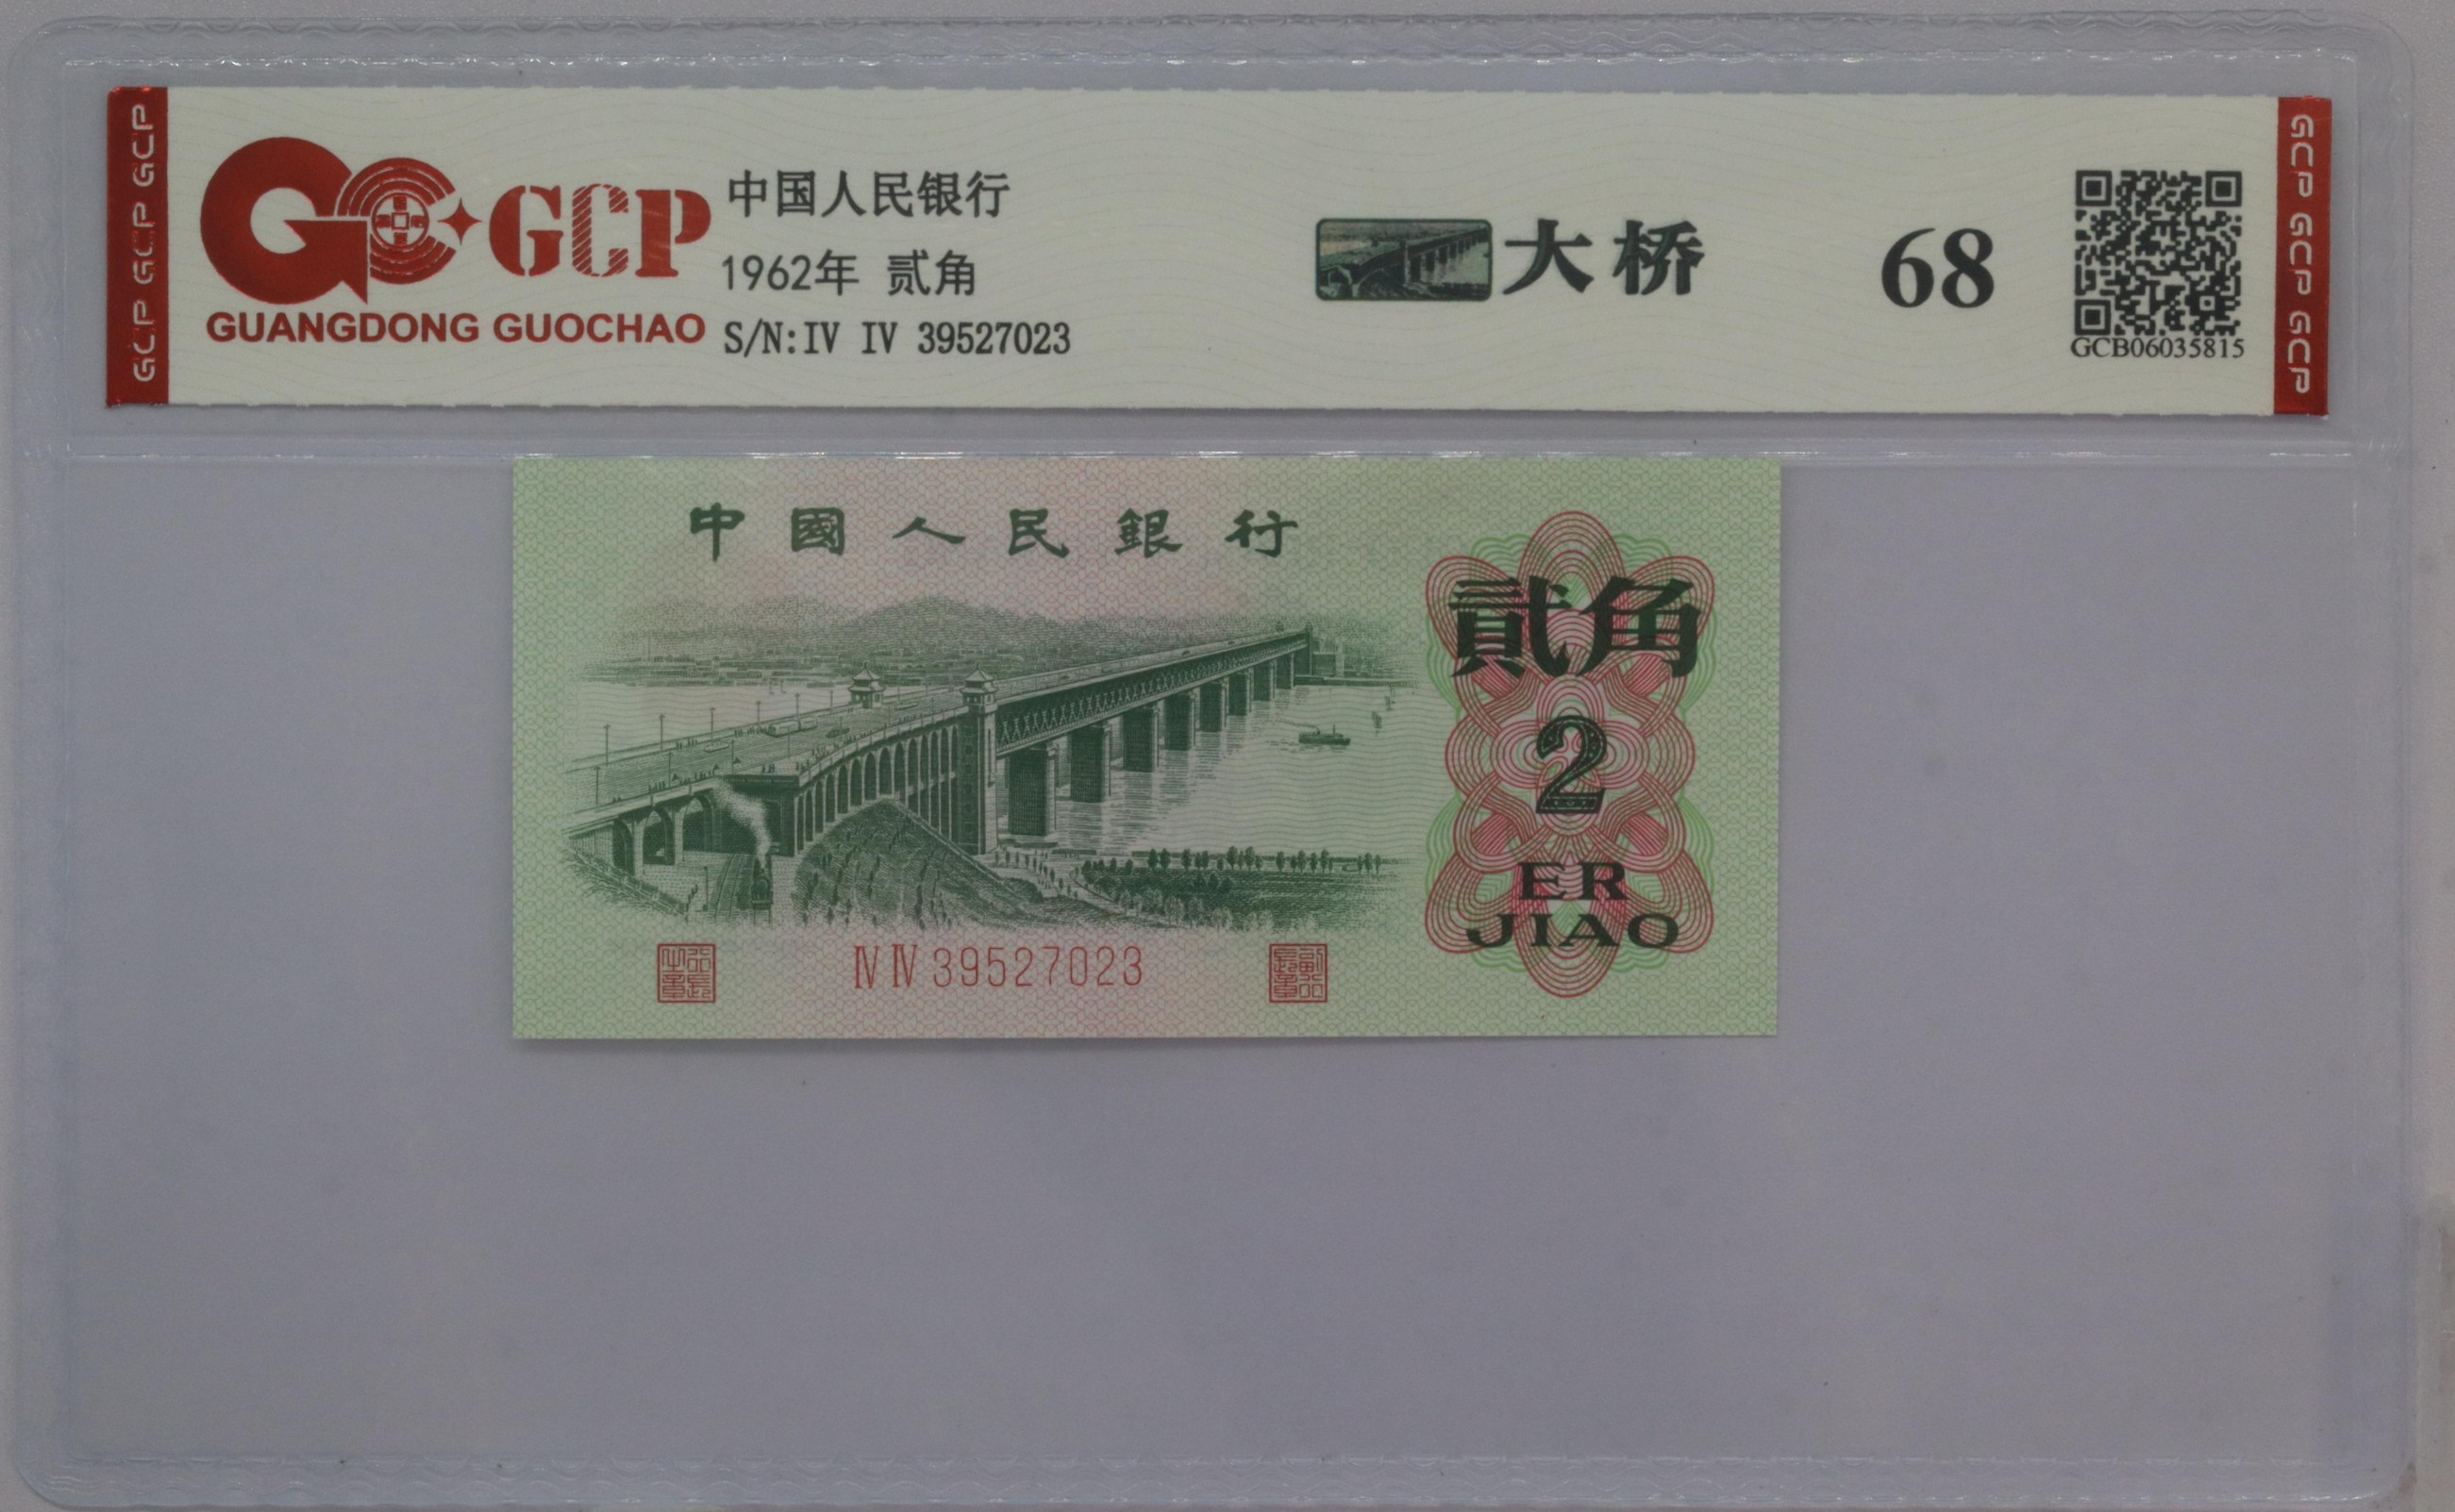 GCP GCP GCP
GCP
GUANGDONG GUOCHAO
中国人民银行
1962年 贰角
S/N:IV IV 39527023
大桥
68
GCB06035815
GCP GCP GCP
中國人民銀行
貳角
2
ER
JIAO
Ⅳ Ⅳ 39527023